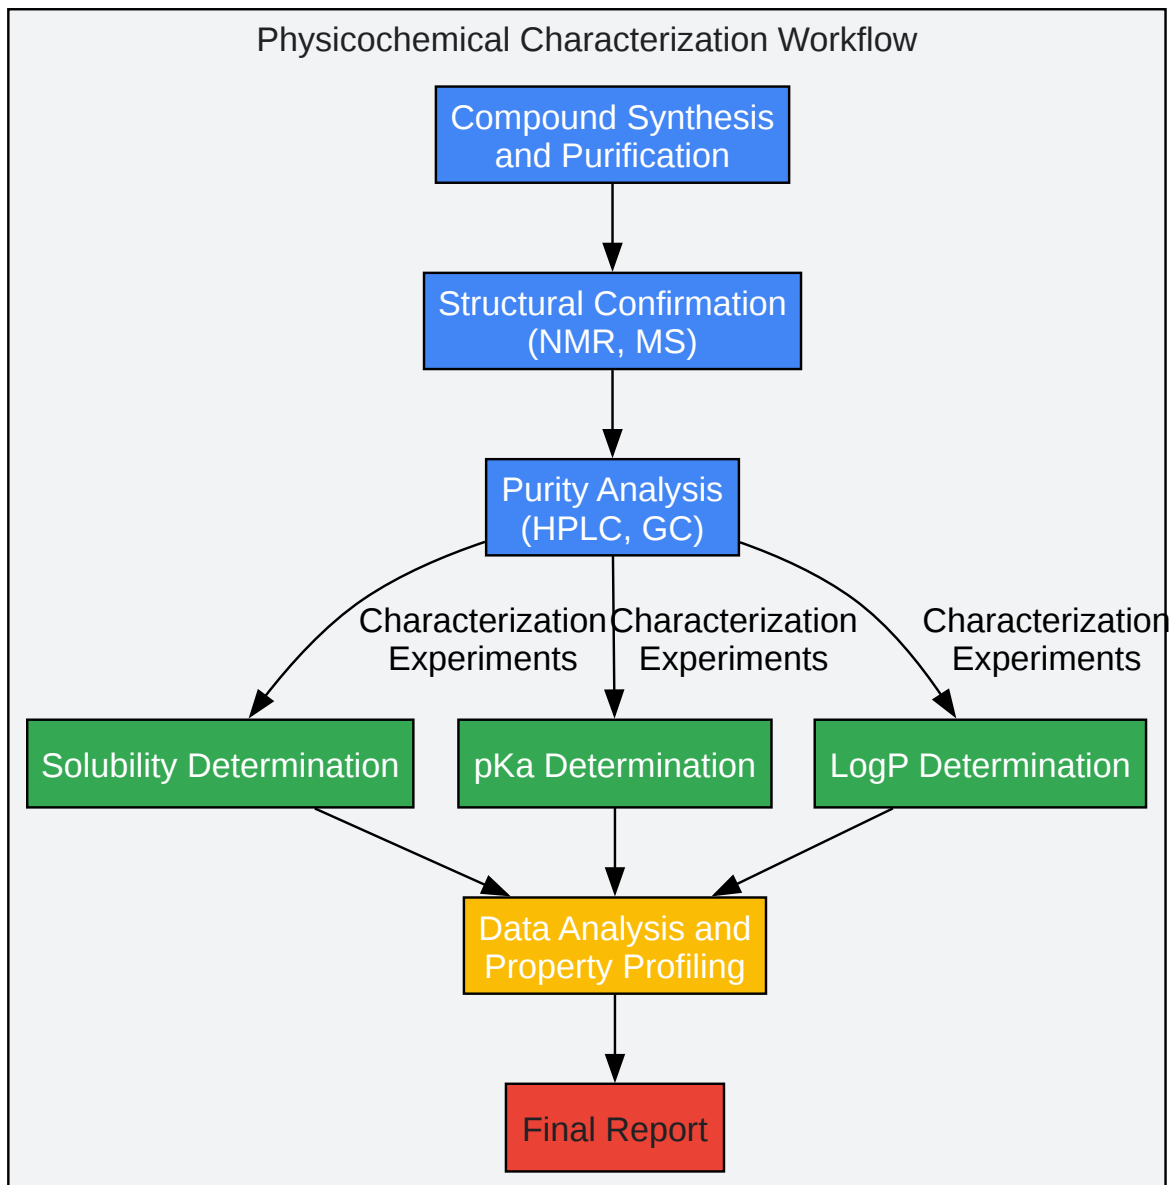 Physicochemical Characterization Workflow
Compound Synthesis
and Purification
Structural Confirmation
(NMR, MS)
Purity Analysis
(HPLC, GC)
Characterization
Experiments
Characterization
Experiments
Characterization
Experiments
Solubility Determination
pKa Determination
LogP Determination
Data Analysis and
Property Profiling
Final Report